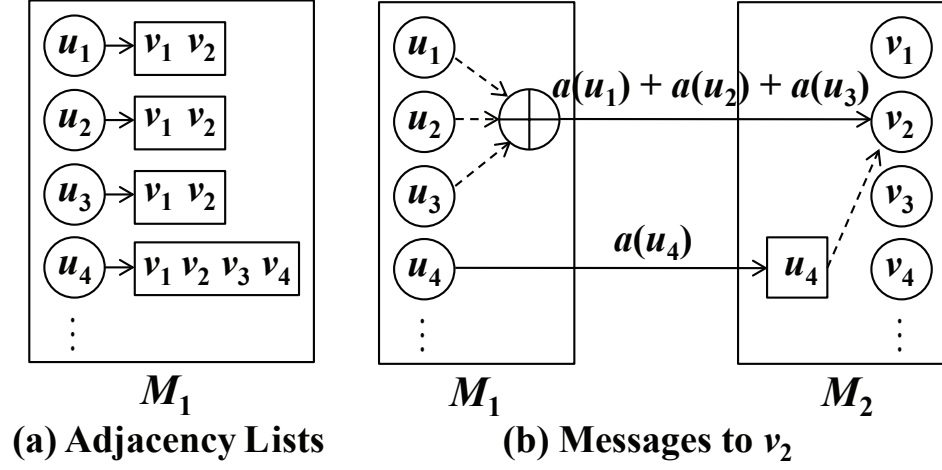 u1 v1 v2
u2 v1 v2
u3 v1 v2
u4 v1 v2 v3 v4
⋮
M1
(a) Adjacency Lists
u1
u2
u3
u4
⋮
M1
a(u1) + a(u2) + a(u3)
a(u4)
u4
v1
v2
v3
v4
⋮
M2
(b) Messages to v2